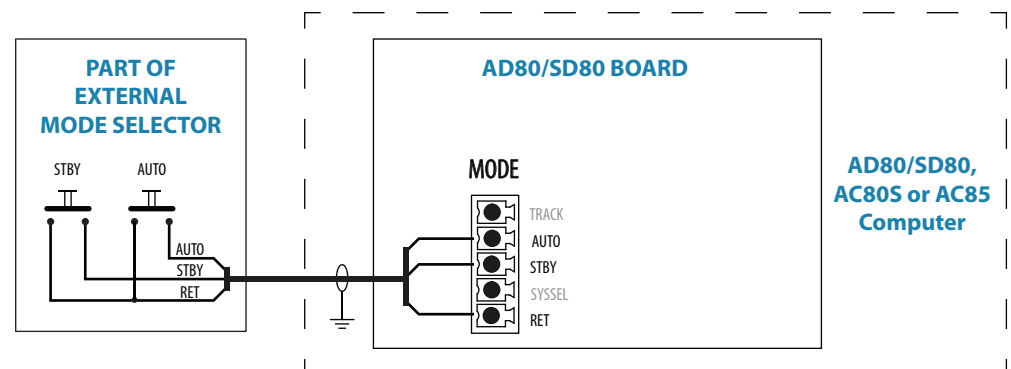 PART OF
EXTERNAL
MODE SELECTOR
STBY
AUTO
AUTO
STBY
RET
AD80/SD80 BOARD
MODE
TRACK
AUTO
STBY
SYSSEL
RET
AD80/SD80,
AC80S or AC85
Computer